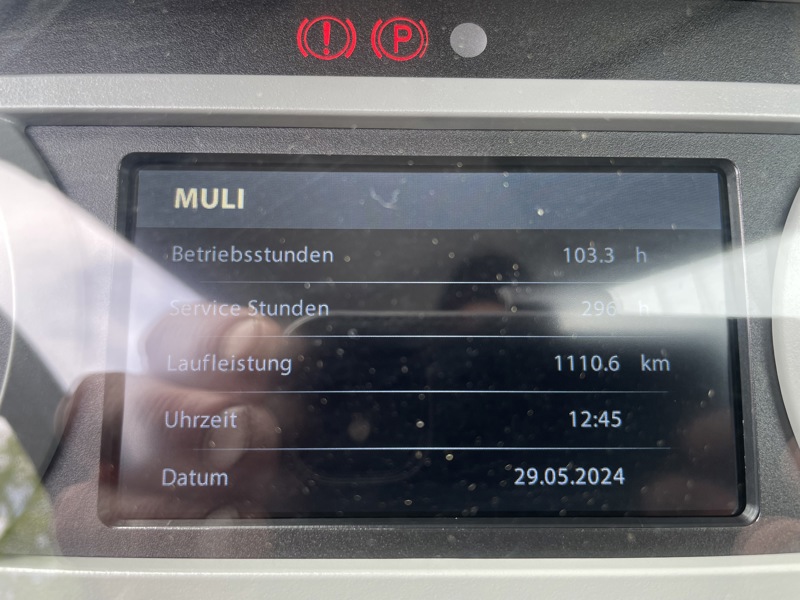 ! P
MULI
Betriebsstunden 103.3 h
Service Stunden 296 h
Laufleistung 1110.6 km
Uhrzeit 12:45
Datum 29.05.2024